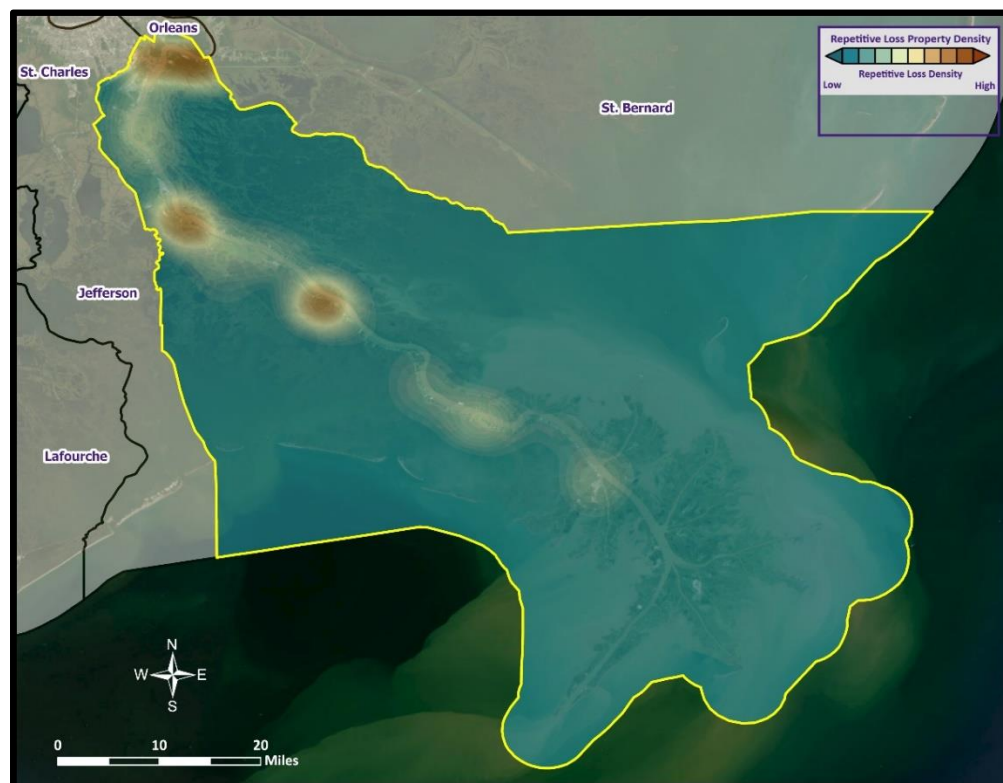 Orleans
Repetitive Loss Property Density
St. Charles
Repetitive Loss Density
Low
High
St. Bernard
Jefferson
Lafourche
N
W
E
S
0
10
20
Miles